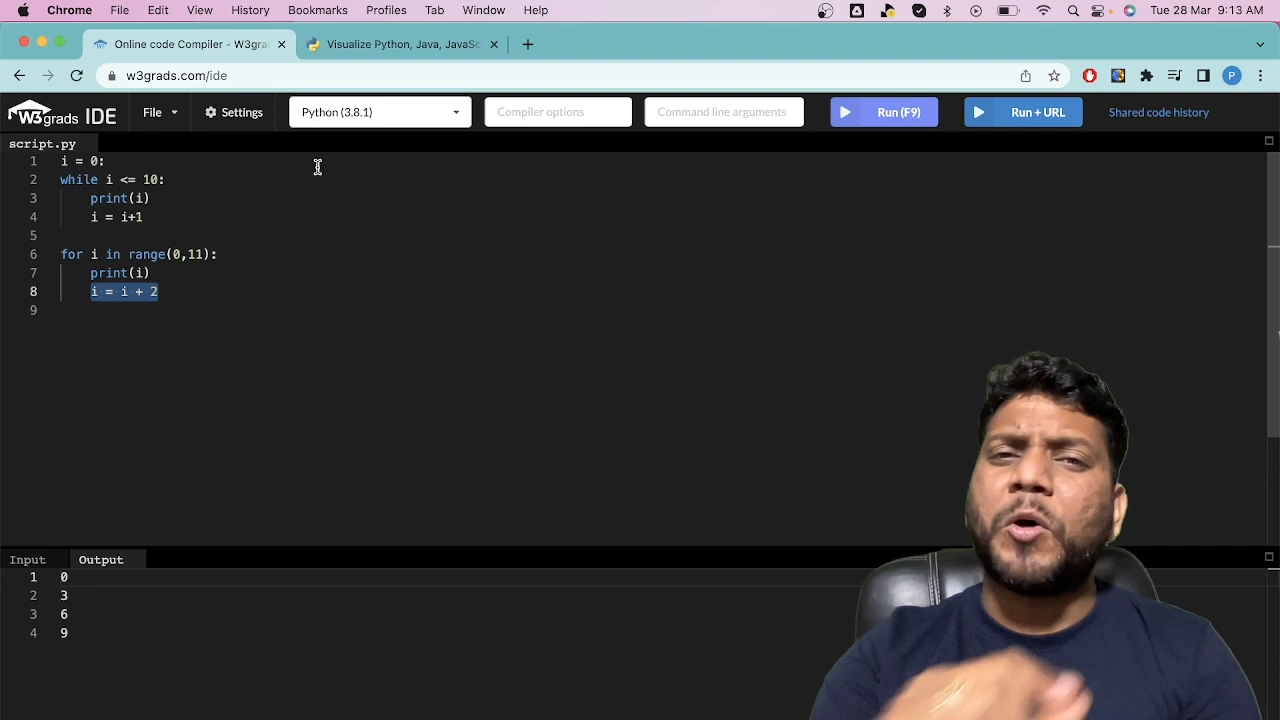 Chrome File Edit View History Bookmarks Profiles Tab Window Help Tue 28 Mar 9:13 AM
Online code Compiler - W3grad Visualize Python, Java, JavaSc
w3grads.com/ide P
W3grads IDE File Settings Python (3.8.1) Compiler options Command line arguments Run (F9) Run + URL Shared code history
script.py
1 i = 0:
2 while i <= 10:
3 print(i)
4 i = i+1
5
6 for i in range(0,11):
7 print(i)
8 i = i + 2
9
Input Output
1 0
2 3
3 6
4 9